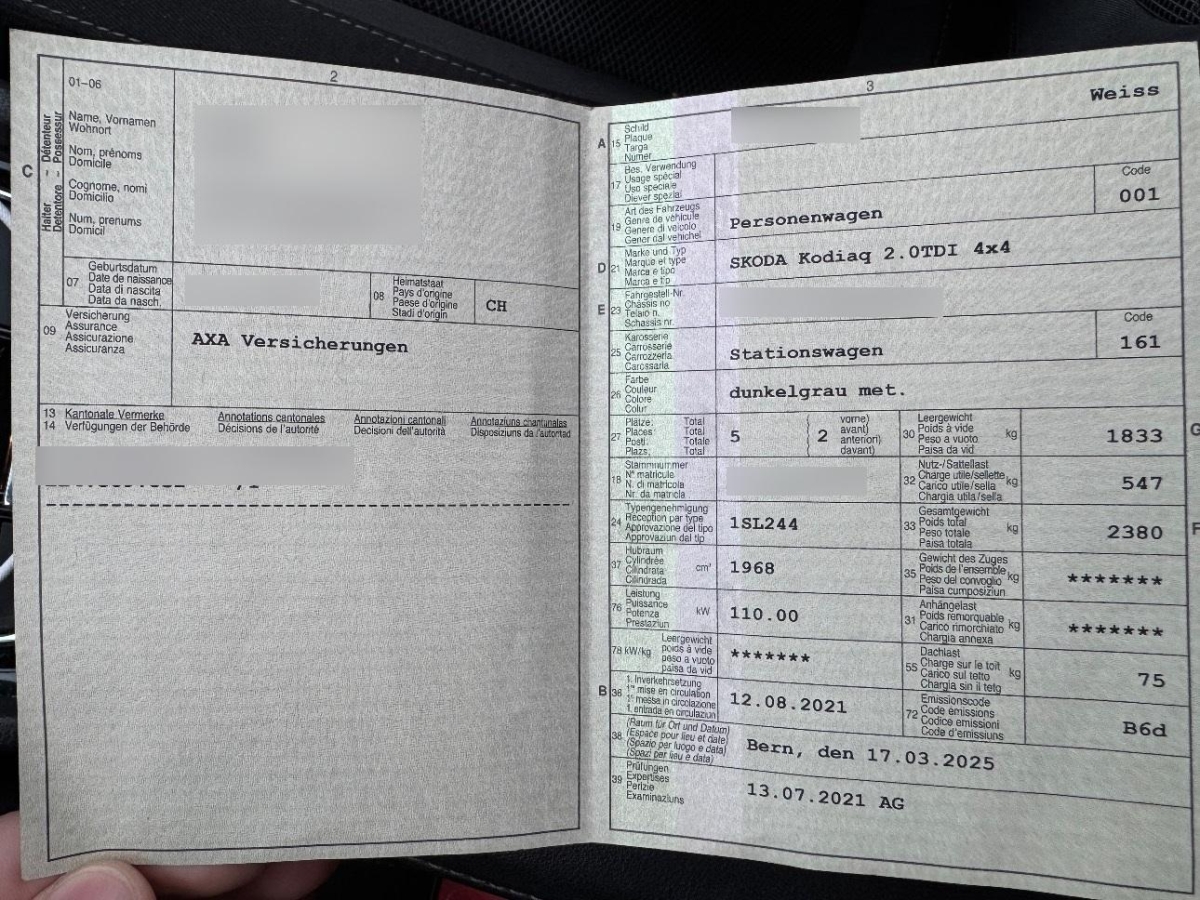 2
01-06
Name, Vornamen
Wohnort
Nom, prénoms
Domicile
Cognome, nomi
Domicilio
Num, prenums
Domicil
C
Halter - Détenteur
Detentore - Possessur
07
Geburtsdatum
Date de naissance
Data di nascita
Data da nasch.
08
Heimatstaat
Pays d'origine
Paese d'origine
Stadi d'origin
CH
09
Versicherung
Assurance
Assicurazione
Assicuranza
AXA Versicherungen
13 Kantonale Vermerke Annotations cantonales Annotazioni cantonali Annotaziuns chantunales
14 Verfügungen der Behörde Décisions de l'autorité Decisioni dell'autorità Disposiziuns da l'autoritad
3
Weiss
A
15
Schild
Plaque
Targa
Numer
17
Bes. Verwendung
Usage spécial
Uso speciale
Diever spezial
19
Art des Fahrzeugs
Genre de véhicule
Genere di veicolo
Gener dal vehichel
Personenwagen
Code
001
D
21
Marke und Typ
Marque et type
Marca e tipo
Marca e tip
SKODA Kodiaq 2.0TDI 4x4
E
23
Fahrgestell-Nr.
Châssis no
Telaio n.
Schassis nr.
25
Karosserie
Carrosserie
Carrozzeria
Carossaria
Stationswagen
Code
161
26
Farbe
Couleur
Colore
Colur
dunkelgrau met.
27
Plätze: Total
Places: Total
Posti: Totale
Plazs: Total
5
2
vorne)
avant)
anteriori)
davant)
30
Leergewicht
Poids à vide
Peso a vuoto
Paisa da vid
kg
1833
G
18
Stammnummer
N° matricule
N. di matricola
Nr. da matricla
32
Nutz-/Sattellast
Charge utile/sellette
Carico utile/sella
Chargia utila/sella
kg
547
24
Typengenehmigung
Réception par type
Approvazione del tipo
Approvaziun dal tip
1SL244
33
Gesamtgewicht
Poids total
Peso totale
Paisa totala
kg
2380
F
37
Hubraum
Cylindrée
Cilindrata
Cilindrada
cm³
1968
35
Gewicht des Zuges
Poids de l'ensemble
Peso del convoglio
Paisa cumposiziun
kg
*******
76
Leistung
Puissance
Potenza
Prestaziun
kW
110.00
31
Anhängelast
Poids remorquable
Carico rimorchiato
Chargia annexa
kg
*******
78 kW/kg
Leergewicht
poids à vide
peso a vuoto
paisa da vid
*******
55
Dachlast
Charge sur le toit
Carico sul tetto
Chargia sin il tetg
kg
75
B
36
1. Inverkehrsetzung
1re mise en circulation
1a messa in circolazione
1. entrada en circulaziun
12.08.2021
72
Emissionscode
Code émissions
Codice emissioni
Code d'emissiuns
B6d
38
(Raum für Ort und Datum)
(Espace pour lieu et date)
(Spazio per luogo e data)
(Spazi per lieu e data)
Bern, den 17.03.2025
39
Prüfungen
Expertises
Perizie
Examinaziuns
13.07.2021 AG